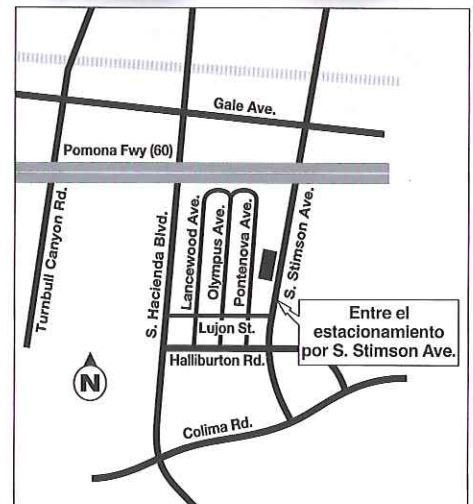 Gale Ave.
Pomona Fwy (60)
Turnbull Canyon Rd.
S. Hacienda Blvd.
Lancewood Ave.
Olympus Ave.
Pontenova Ave.
S. Stimson Ave.
Lujon St.
Halliburton Rd.
Entre el
estacionamiento
por S. Stimson Ave.
N
Colima Rd.